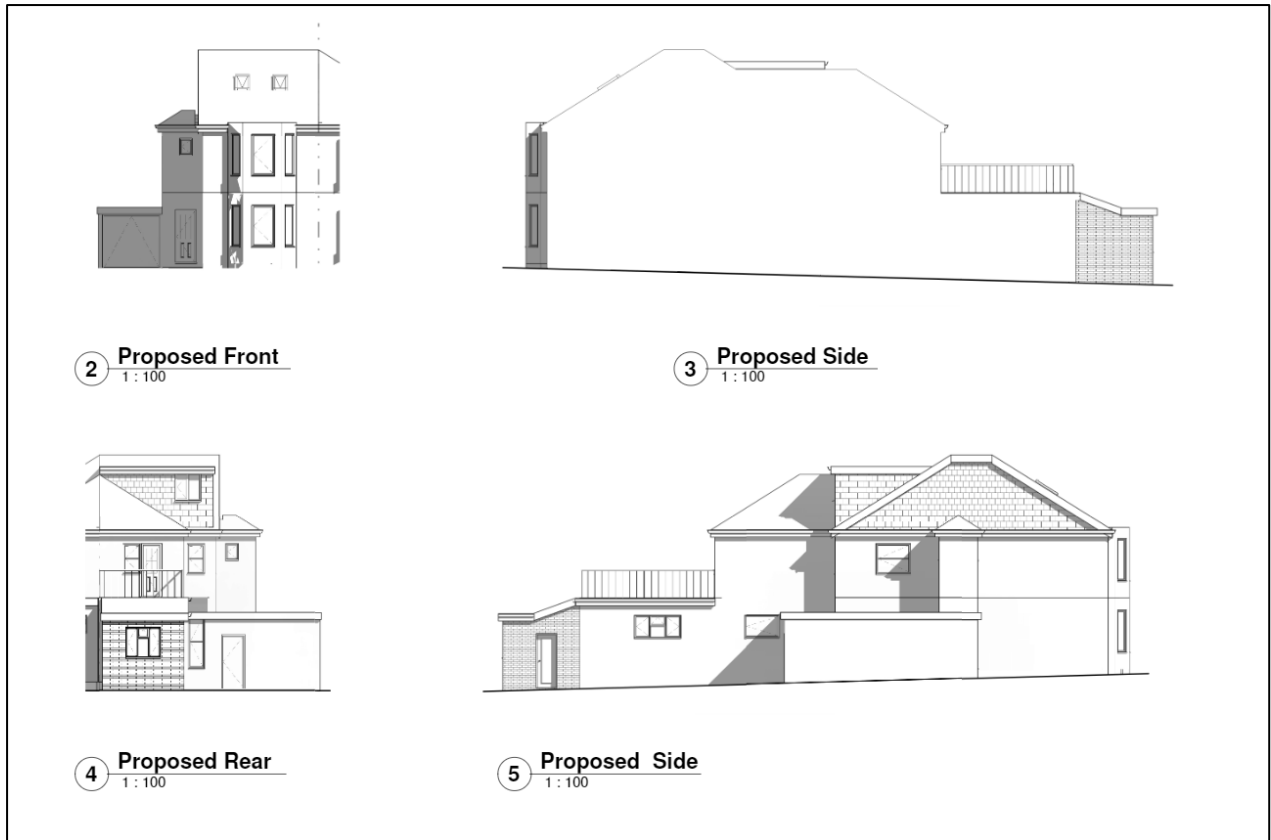 2 Proposed Front
1 : 100
3 Proposed Side
1 : 100
4 Proposed Rear
1 : 100
5 Proposed Side
1 : 100